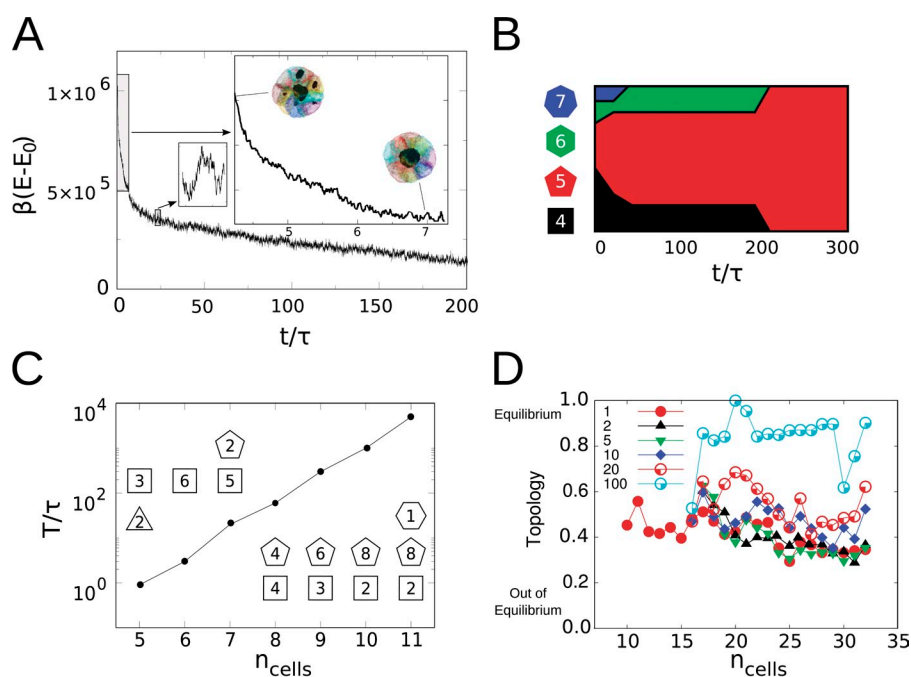 A
β(E-E0)
1×10^6
5×10^5
0
0 50 100 150 200
t/τ
5 6 7
B
7
6
5
4
0 100 200 300
t/τ
C
T/τ
10^4
10^2
10^0
2
3 6 5
2
1
4 6 8 8
4 3 2 2
5 6 7 8 9 10 11
n_cells
D
Equilibrium
Topology
Out of
Equilibrium
1.0
0.8
0.6
0.4
0.2
0.0
1
2
5
10
20
100
10 15 20 25 30 35
n_cells